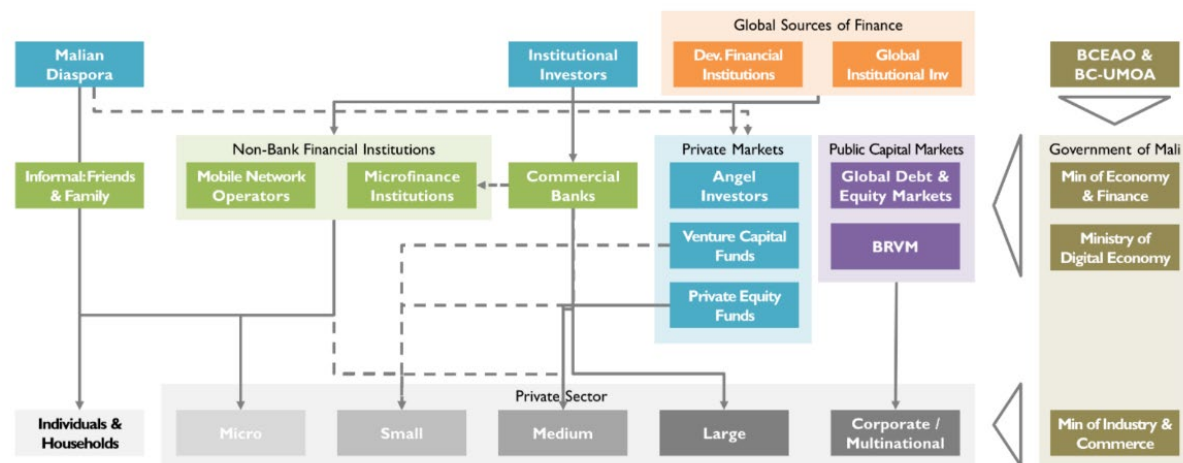 Global Sources of Finance
Malian
Diaspora
Institutional
Investors
Dev. Financial
Institutions
Global
Institutional Inv
BCEAO &
BC-UMOA
Non-Bank Financial Institutions
Private Markets
Public Capital Markets
Government of Mali
Informal: Friends
& Family
Mobile Network
Operators
Microfinance
Institutions
Commercial
Banks
Angel
Investors
Global Debt &
Equity Markets
Min of Economy
& Finance
Venture Capital
Funds
BRVM
Ministry of
Digital Economy
Private Equity
Funds
Private Sector
Individuals &
Households
Micro
Small
Medium
Large
Corporate /
Multinational
Min of Industry &
Commerce